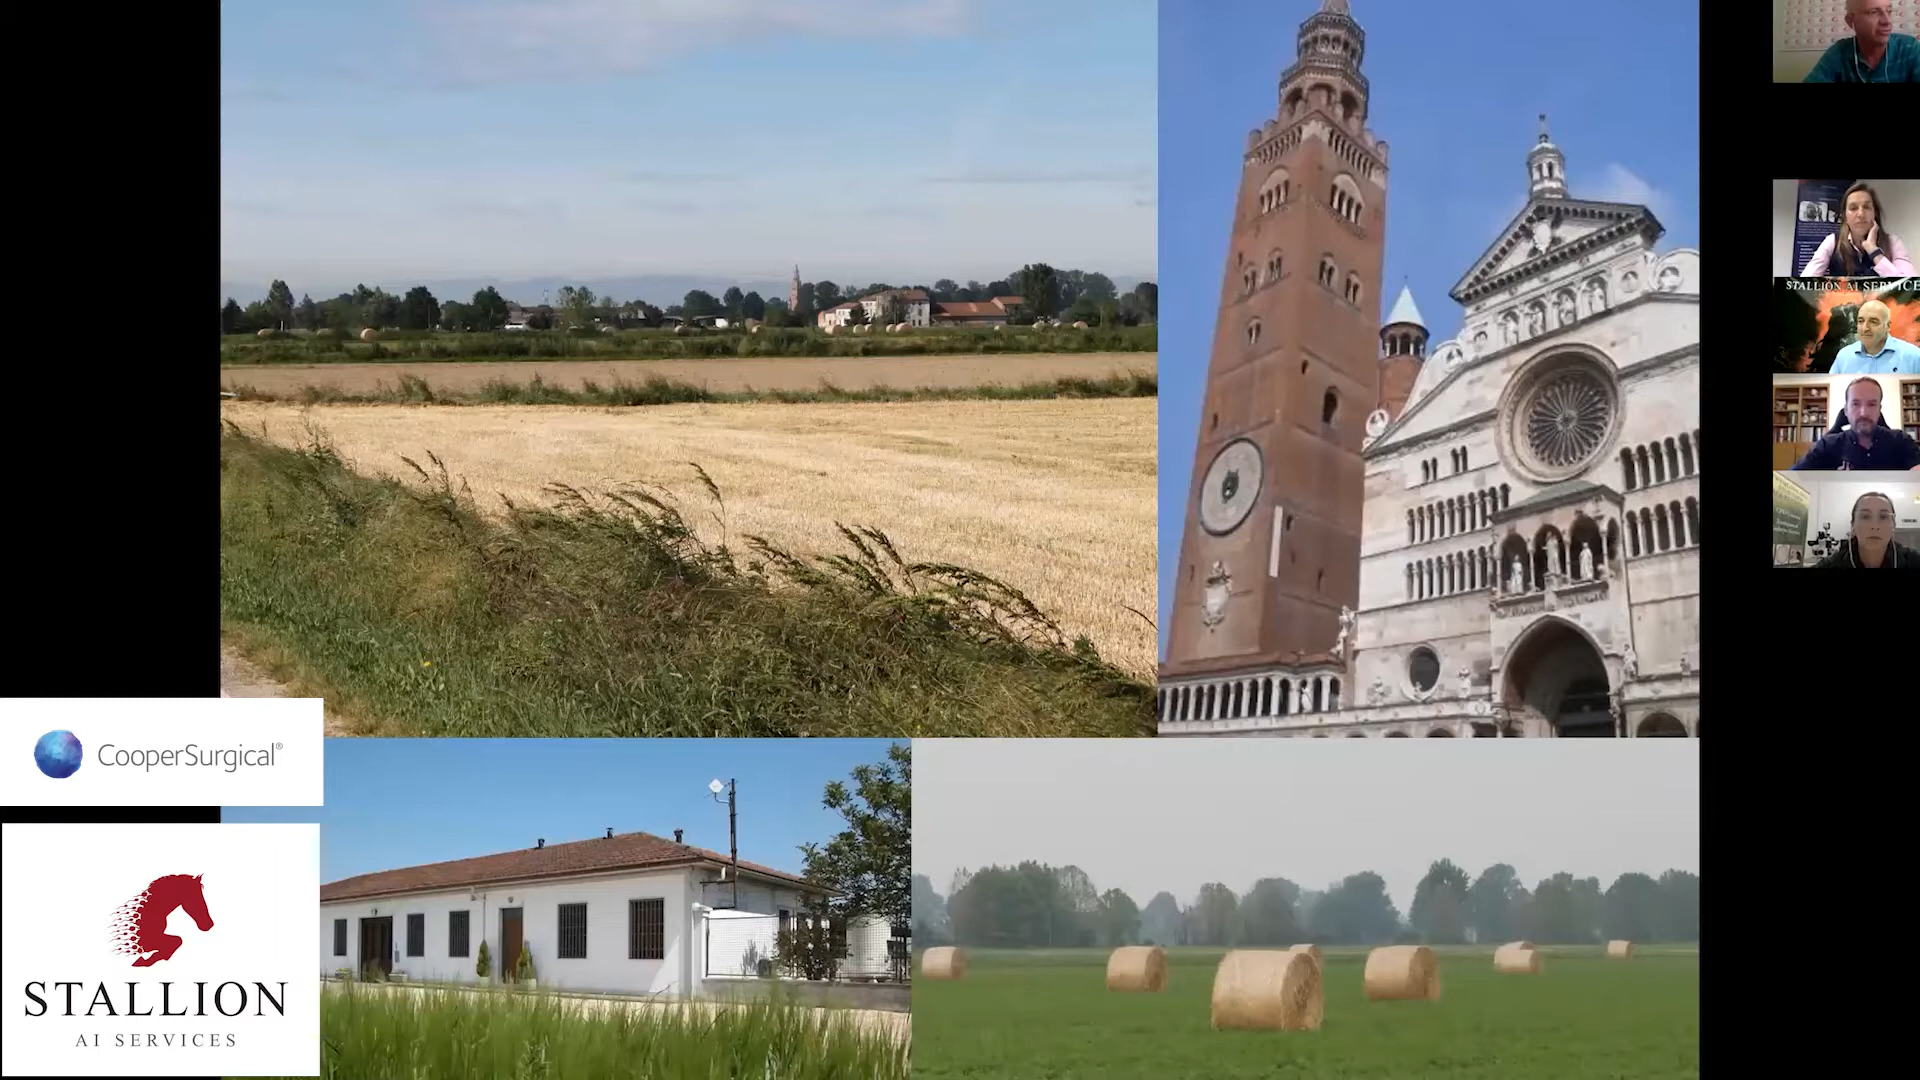 STALLION AI SERVICE
CooperSurgical®
STALLION
AI SERVICES